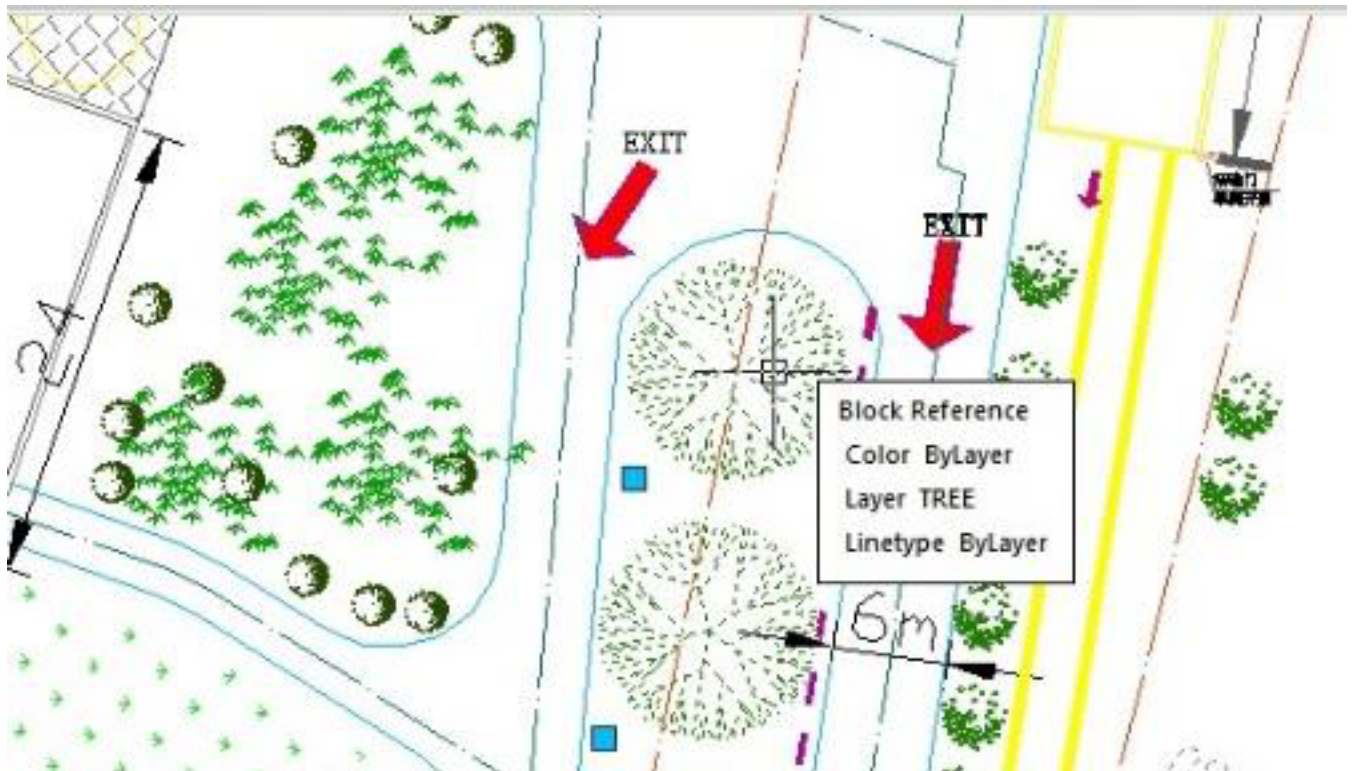 EXIT
EXIT
24
Block Reference
Color ByLayer
Layer TREE
Linetype ByLayer
6m